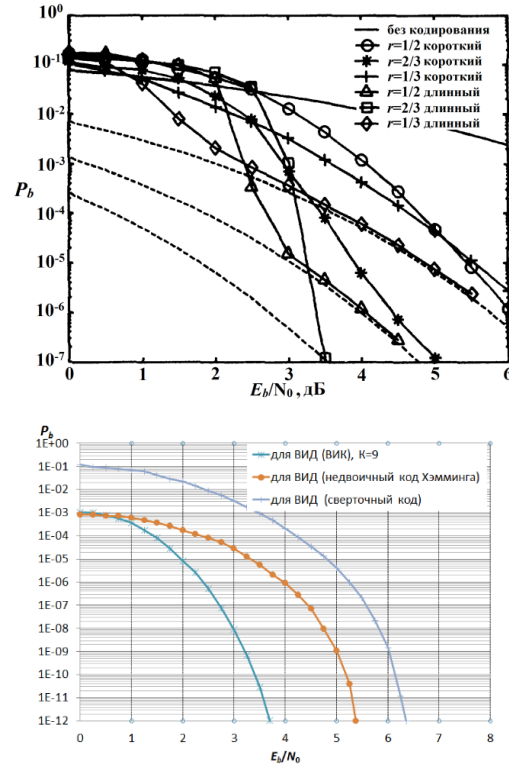 без кодирования
r=1/2 короткий
r=2/3 короткий
r=1/3 короткий
r=1/2 длинный
r=2/3 длинный
r=1/3 длинный
10⁰
10⁻¹
10⁻²
10⁻³
10⁻⁴
10⁻⁵
10⁻⁶
10⁻⁷
P_b
0 1 2 3 4 5 6
E_b/N₀, дБ
P_b
1E+00
1E-01
1E-02
1E-03
1E-04
1E-05
1E-06
1E-07
1E-08
1E-09
1E-10
1E-11
1E-12
для ВИД (ВИК), K=9
для ВИД (недвоичный код Хэмминга)
для ВИД (сверточный код)
0 1 2 3 4 5 6 7 8
E_b/N₀